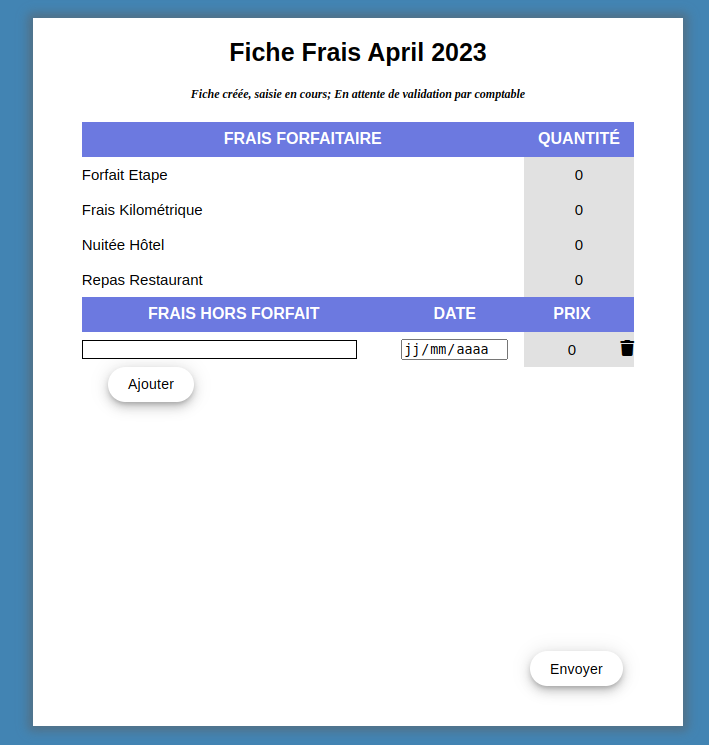 Fiche Frais April 2023
Fiche créée, saisie en cours; En attente de validation par comptable
FRAIS FORFAITAIRE QUANTITÉ
Forfait Etape 0
Frais Kilométrique 0
Nuitée Hôtel 0
Repas Restaurant 0
FRAIS HORS FORFAIT DATE PRIX
jj/mm/aaaa 0
Ajouter
Envoyer